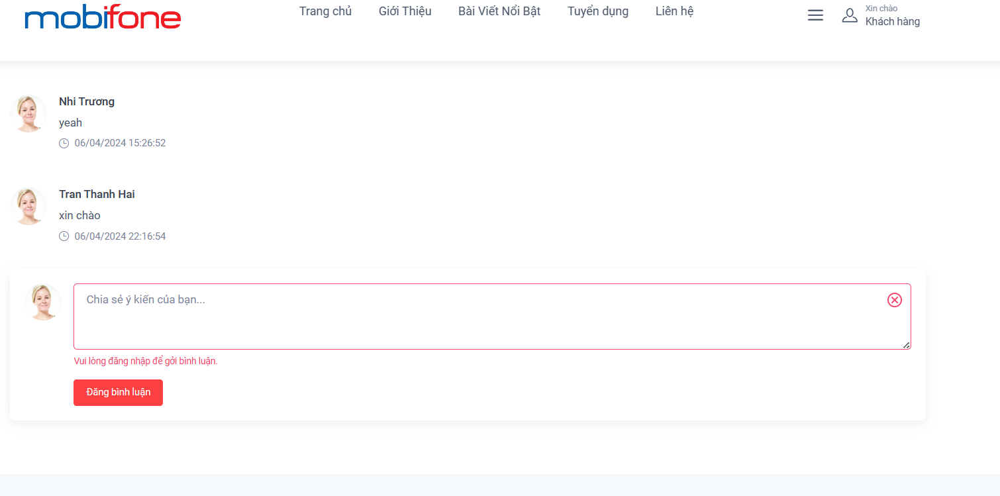 mobifone
Trang chủ Giới Thiệu Bài Viết Nổi Bật Tuyển dụng Liên hệ
Xin chào
Khách hàng
Nhi Trương
yeah
06/04/2024 15:26:52
Tran Thanh Hai
xin chào
06/04/2024 22:16:54
Chia sẻ ý kiến của bạn...
Vui lòng đăng nhập để gởi bình luận.
Đăng bình luận